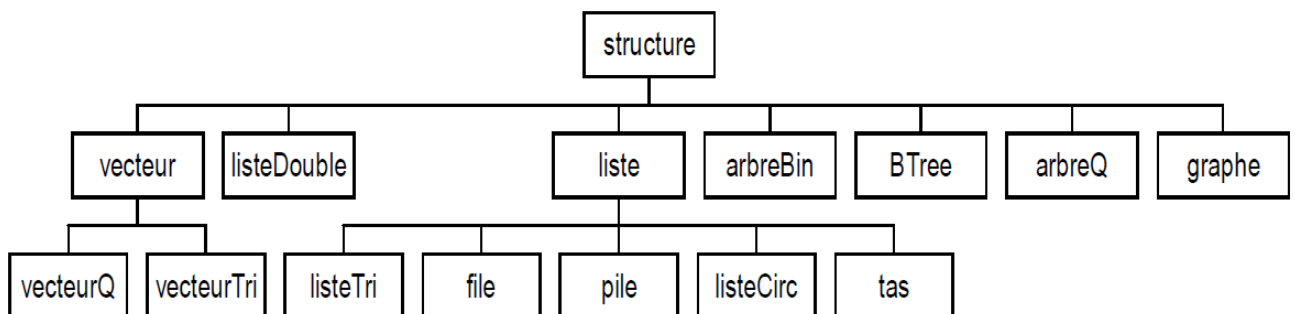 structure
vecteur listeDouble liste arbreBin BTree arbreQ graphe
vecteurQ vecteurTri listeTri file pile listeCirc tas